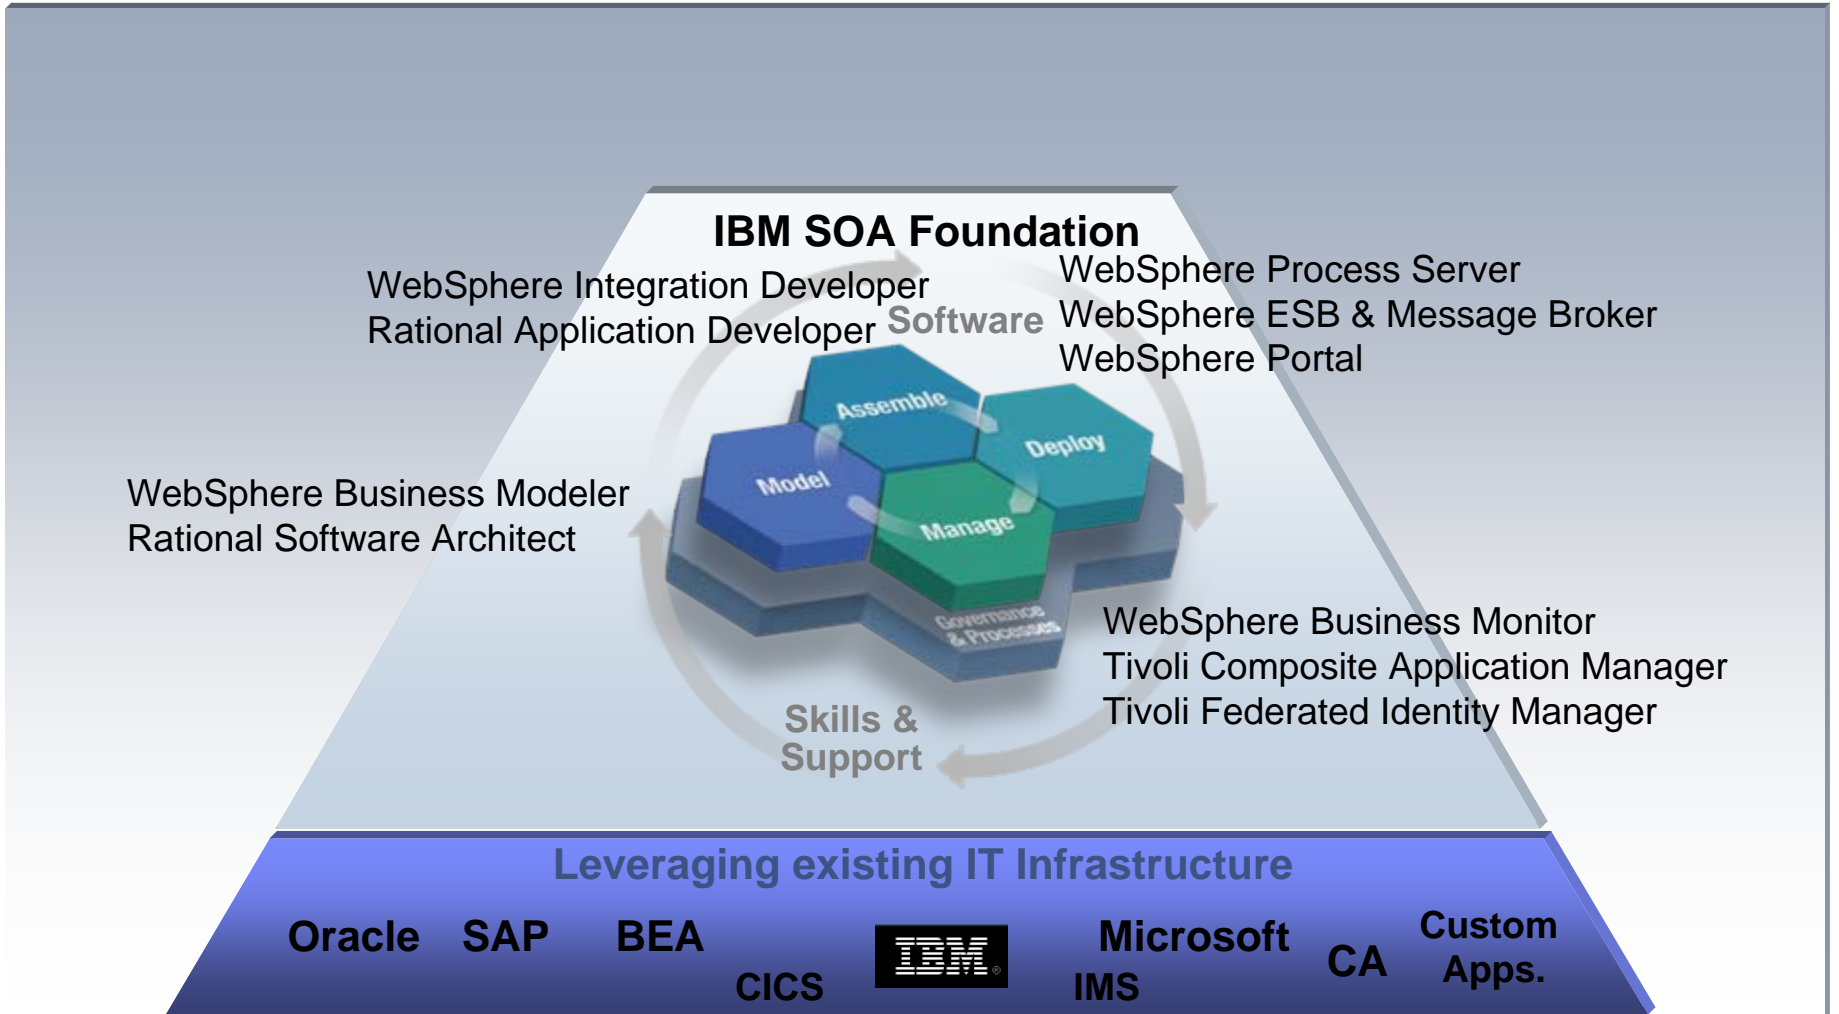 IBM SOA Foundation
WebSphere Integration Developer
Rational Application Developer
Software
WebSphere Process Server
WebSphere ESB & Message Broker
WebSphere Portal
Assemble
Deploy
Model
Manage
WebSphere Business Modeler
Rational Software Architect
Governance
& Processes
WebSphere Business Monitor
Tivoli Composite Application Manager
Tivoli Federated Identity Manager
Skills &
Support
Leveraging existing IT Infrastructure
Oracle SAP BEA
CICS
IBM®
Microsoft
IMS
CA
Custom
Apps.